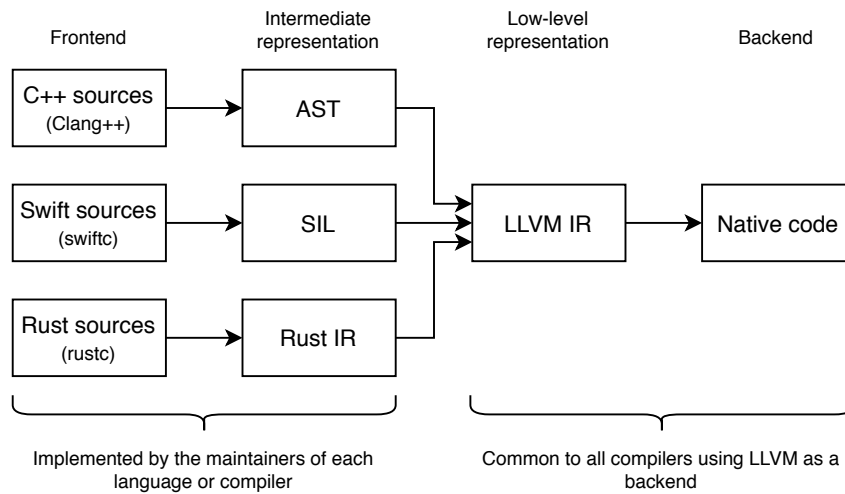 Frontend
Intermediate
representation
Low-level
representation
Backend
C++ sources
(Clang++)
AST
Swift sources
(swiftc)
SIL
LLVM IR
Native code
Rust sources
(rustc)
Rust IR
Implemented by the maintainers of each
language or compiler
Common to all compilers using LLVM as a
backend